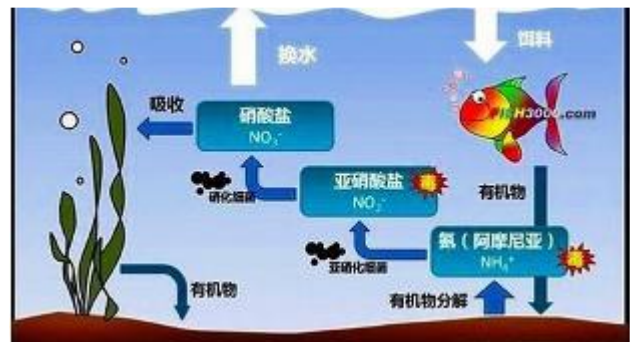 换水
饵料
吸收
硝酸盐
NO₃⁻
FISH3000.com
硝化细菌
亚硝酸盐
毒
NO₂⁻
有机物
氨（阿摩尼亚）
NH₄⁺
毒
亚硝化细菌
有机物
有机物分解